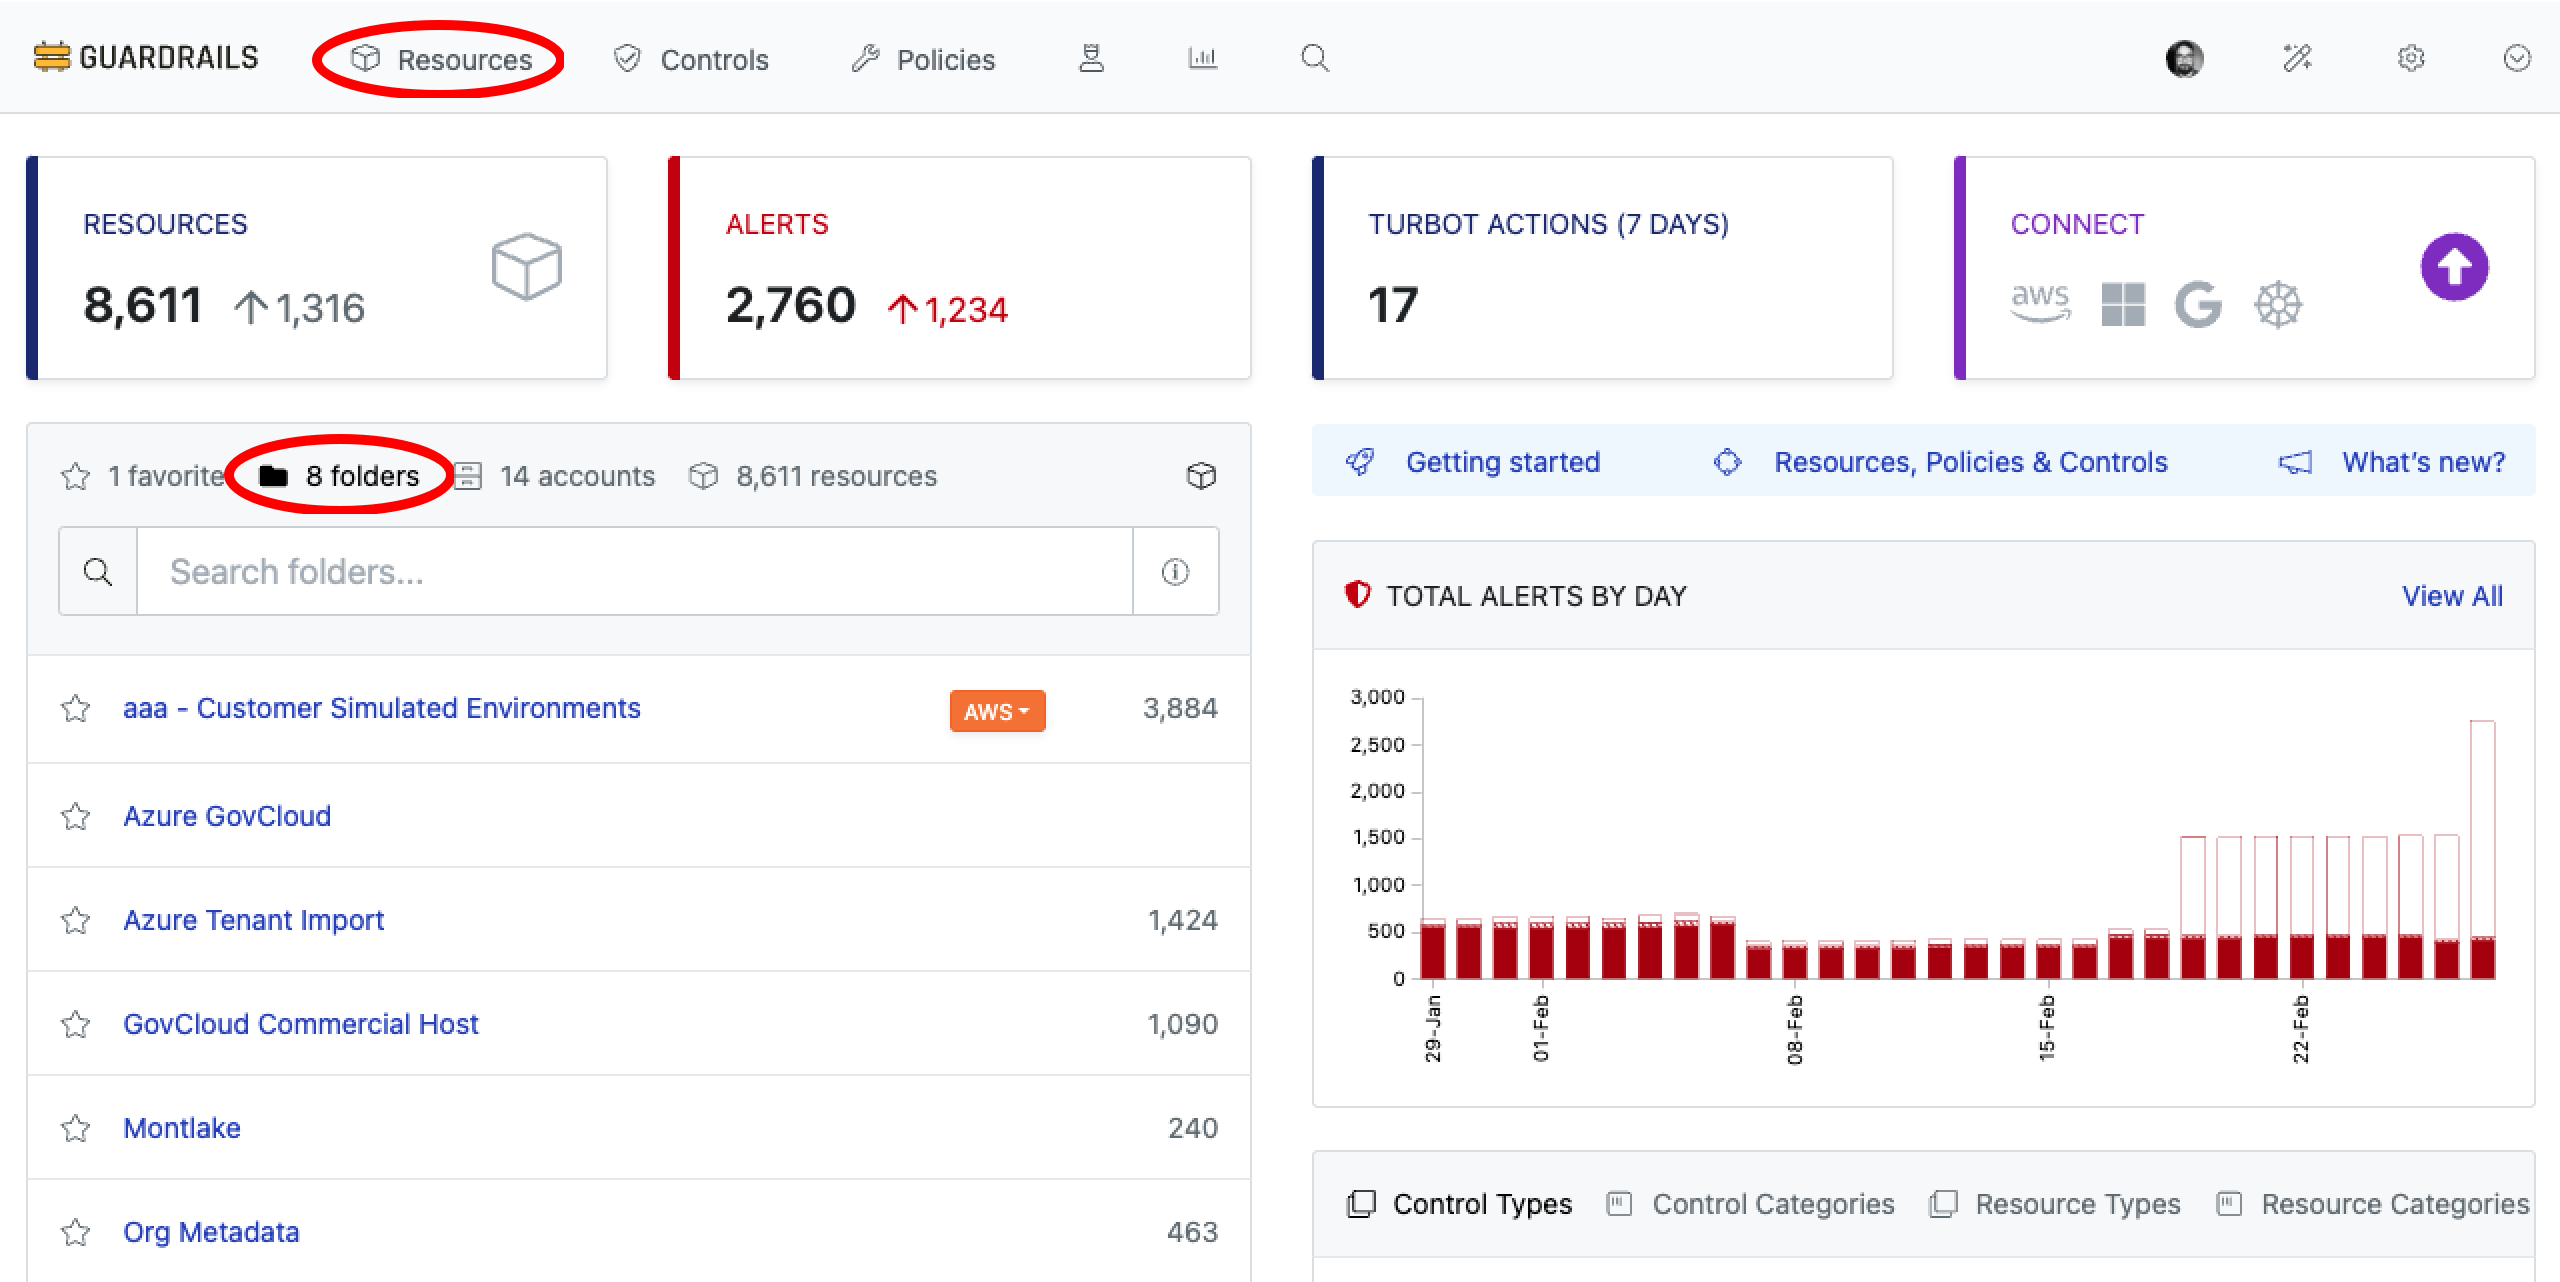 GUARDRAILS
Resources
Controls
Policies
RESOURCES
8,611 ↑1,316
ALERTS
2,760 ↑1,234
TURBOT ACTIONS (7 DAYS)
17
CONNECT
aws
1 favorite
8 folders
14 accounts
8,611 resources
Search folders...
aaa - Customer Simulated Environments AWS 3,884
Azure GovCloud
Azure Tenant Import 1,424
GovCloud Commercial Host 1,090
Montlake 240
Org Metadata 463
Getting started
Resources, Policies & Controls
What's new?
TOTAL ALERTS BY DAY View All
3,000
2,500
2,000
1,500
1,000
500
0
29-Jan
01-Feb
08-Feb
15-Feb
22-Feb
Control Types
Control Categories
Resource Types
Resource Categories